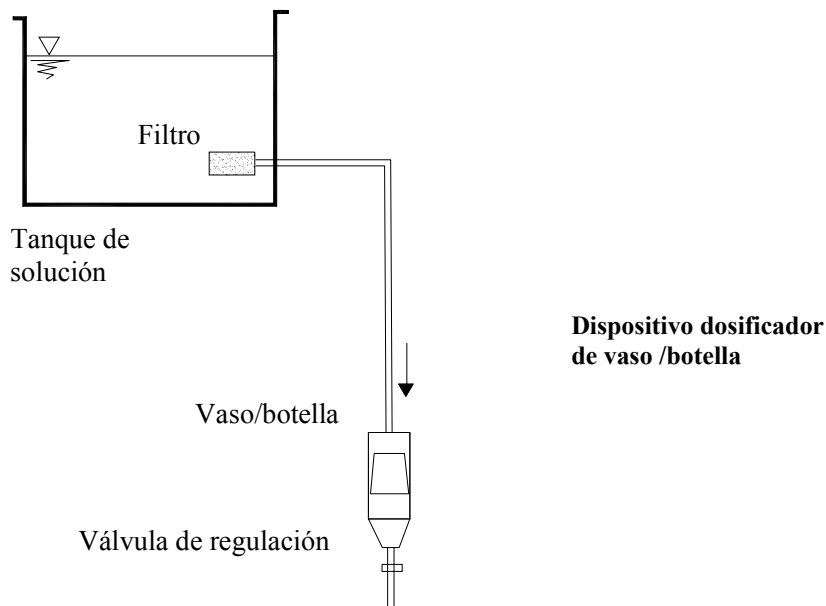 Filtro
Tanque de
solución
Dispositivo dosificador
de vaso /botella
Vaso/botella
Válvula de regulación